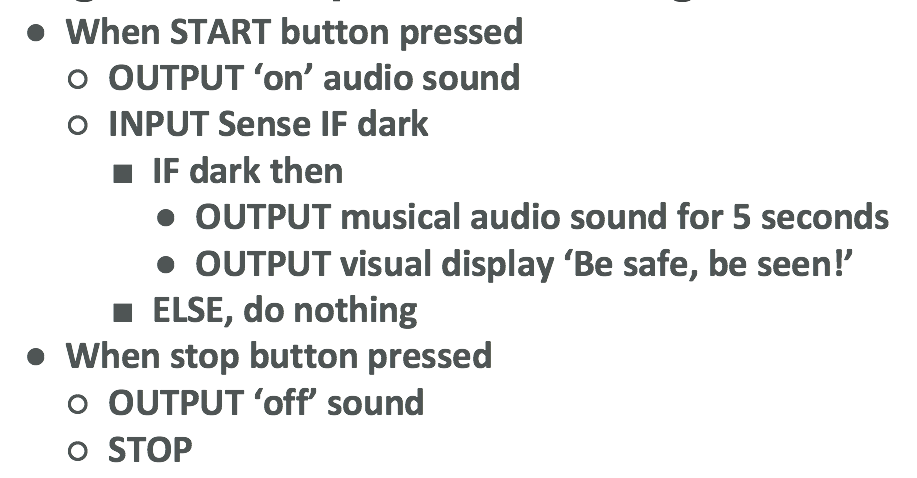 ● When START button pressed
○ OUTPUT ‘on’ audio sound
○ INPUT Sense IF dark
■ IF dark then
● OUTPUT musical audio sound for 5 seconds
● OUTPUT visual display ‘Be safe, be seen!’
■ ELSE, do nothing
● When stop button pressed
○ OUTPUT ‘off’ sound
○ STOP